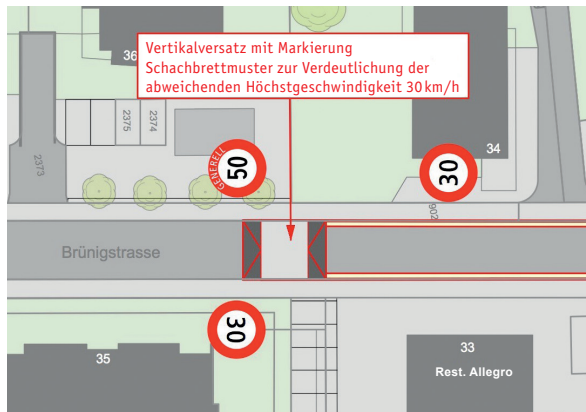 Vertikalversatz mit Markierung
Schachbrettmuster zur Verdeutlichung der
abweichenden Höchstgeschwindigkeit 30 km/h
36
2375
2374
2373
GENERELL
50
30
34
902
Brünigstrasse
30
35
33
Rest. Allegro